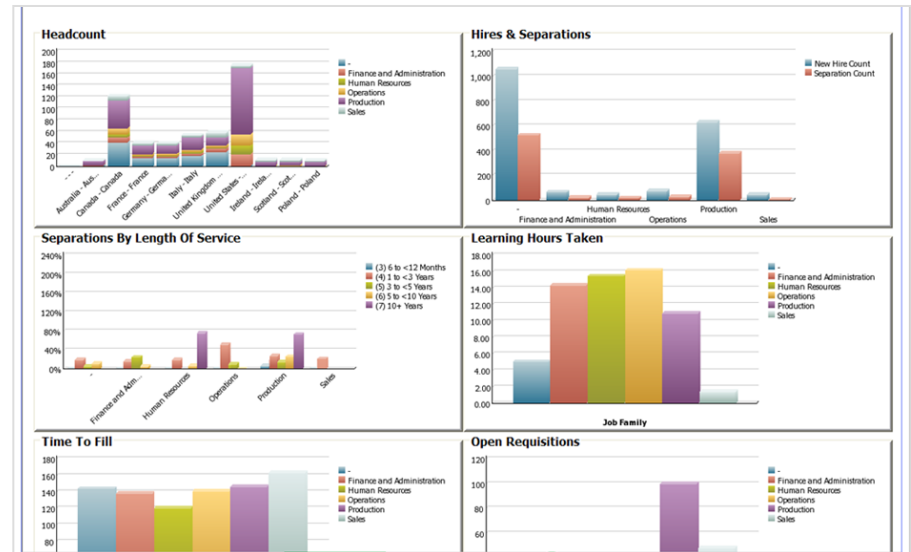 Headcount
200
180
160
140
120
100
80
60
40
20
0
- - -
Australia - Aus...
Canada - Canada
France - France
Germany - Germa...
Italy - Italy
United Kingdom ...
United States -...
Ireland - Irela...
Scotland - Scot...
Poland - Poland
-
Finance and Administration
Human Resources
Operations
Production
Sales
Hires & Separations
1,200
1,000
800
600
400
200
0
-
Human Resources
Production
Finance and Administration
Operations
Sales
New Hire Count
Separation Count
Separations By Length Of Service
240%
200%
160%
120%
80%
40%
0%
-
Finance and Adm...
Human Resources
Operations
Production
Sales
(3) 6 to <12 Months
(4) 1 to <3 Years
(5) 3 to <5 Years
(6) 5 to <10 Years
(7) 10+ Years
Learning Hours Taken
18.00
16.00
14.00
12.00
10.00
8.00
6.00
4.00
2.00
0.00
Job Family
-
Finance and Administration
Human Resources
Operations
Production
Sales
Time To Fill
180
160
140
120
100
80
-
Finance and Administration
Human Resources
Operations
Production
Sales
Open Requisitions
120
100
80
60
-
Finance and Administration
Human Resources
Operations
Production
Sales